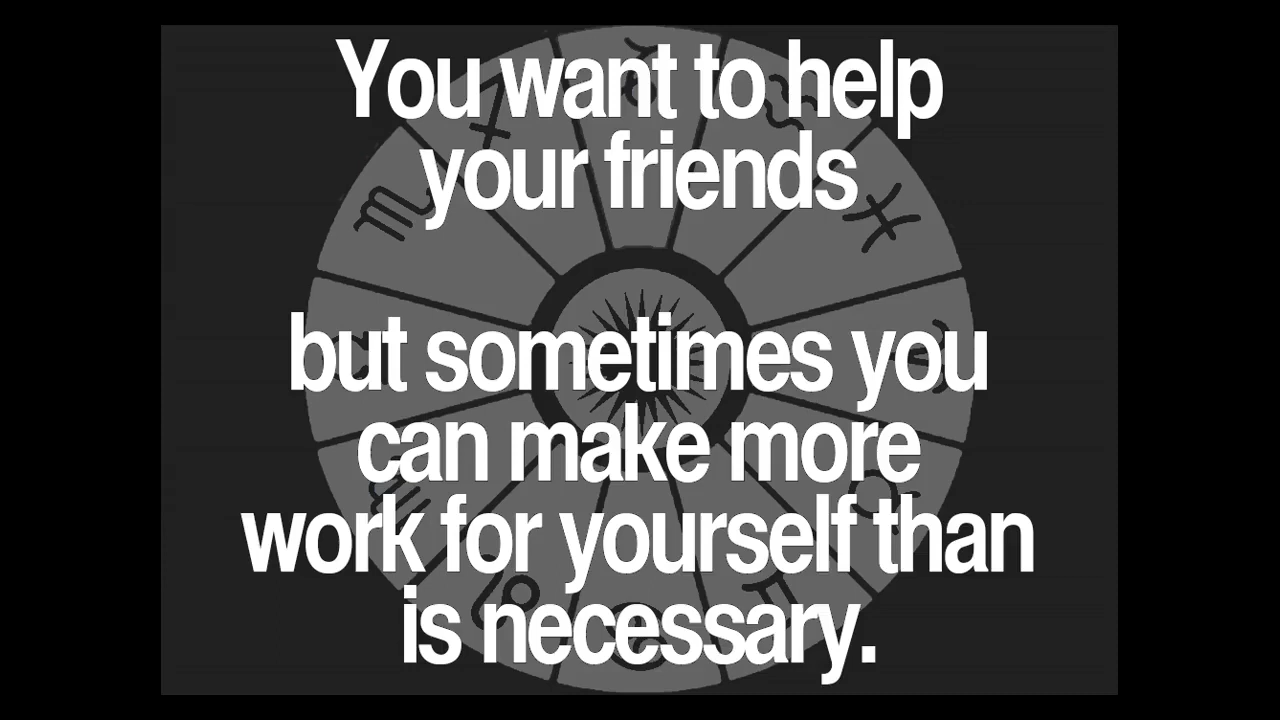 You want to help
your friends
but sometimes you
can make more
work for yourself than
is necessary.